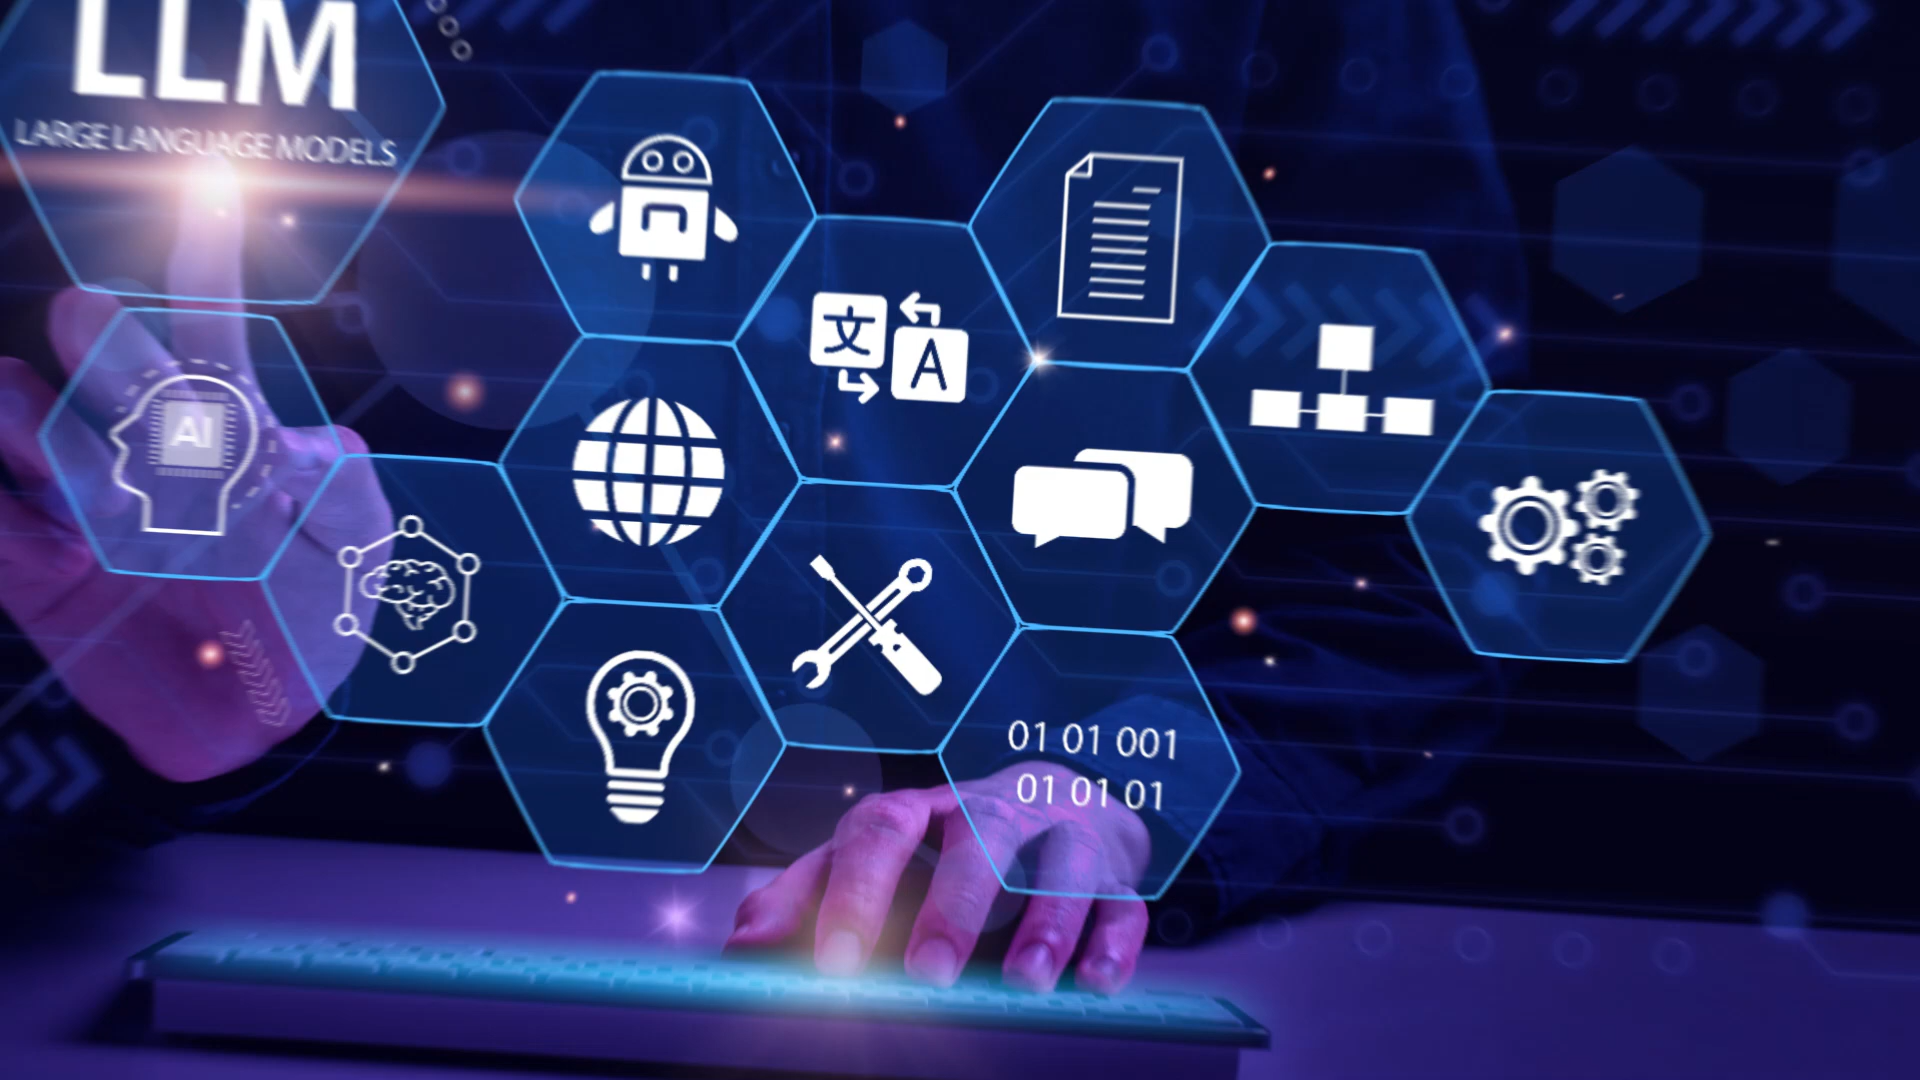 LLM
LARGE LANGUAGE MODELS
文
A
AI
01 01 001
01 01 01